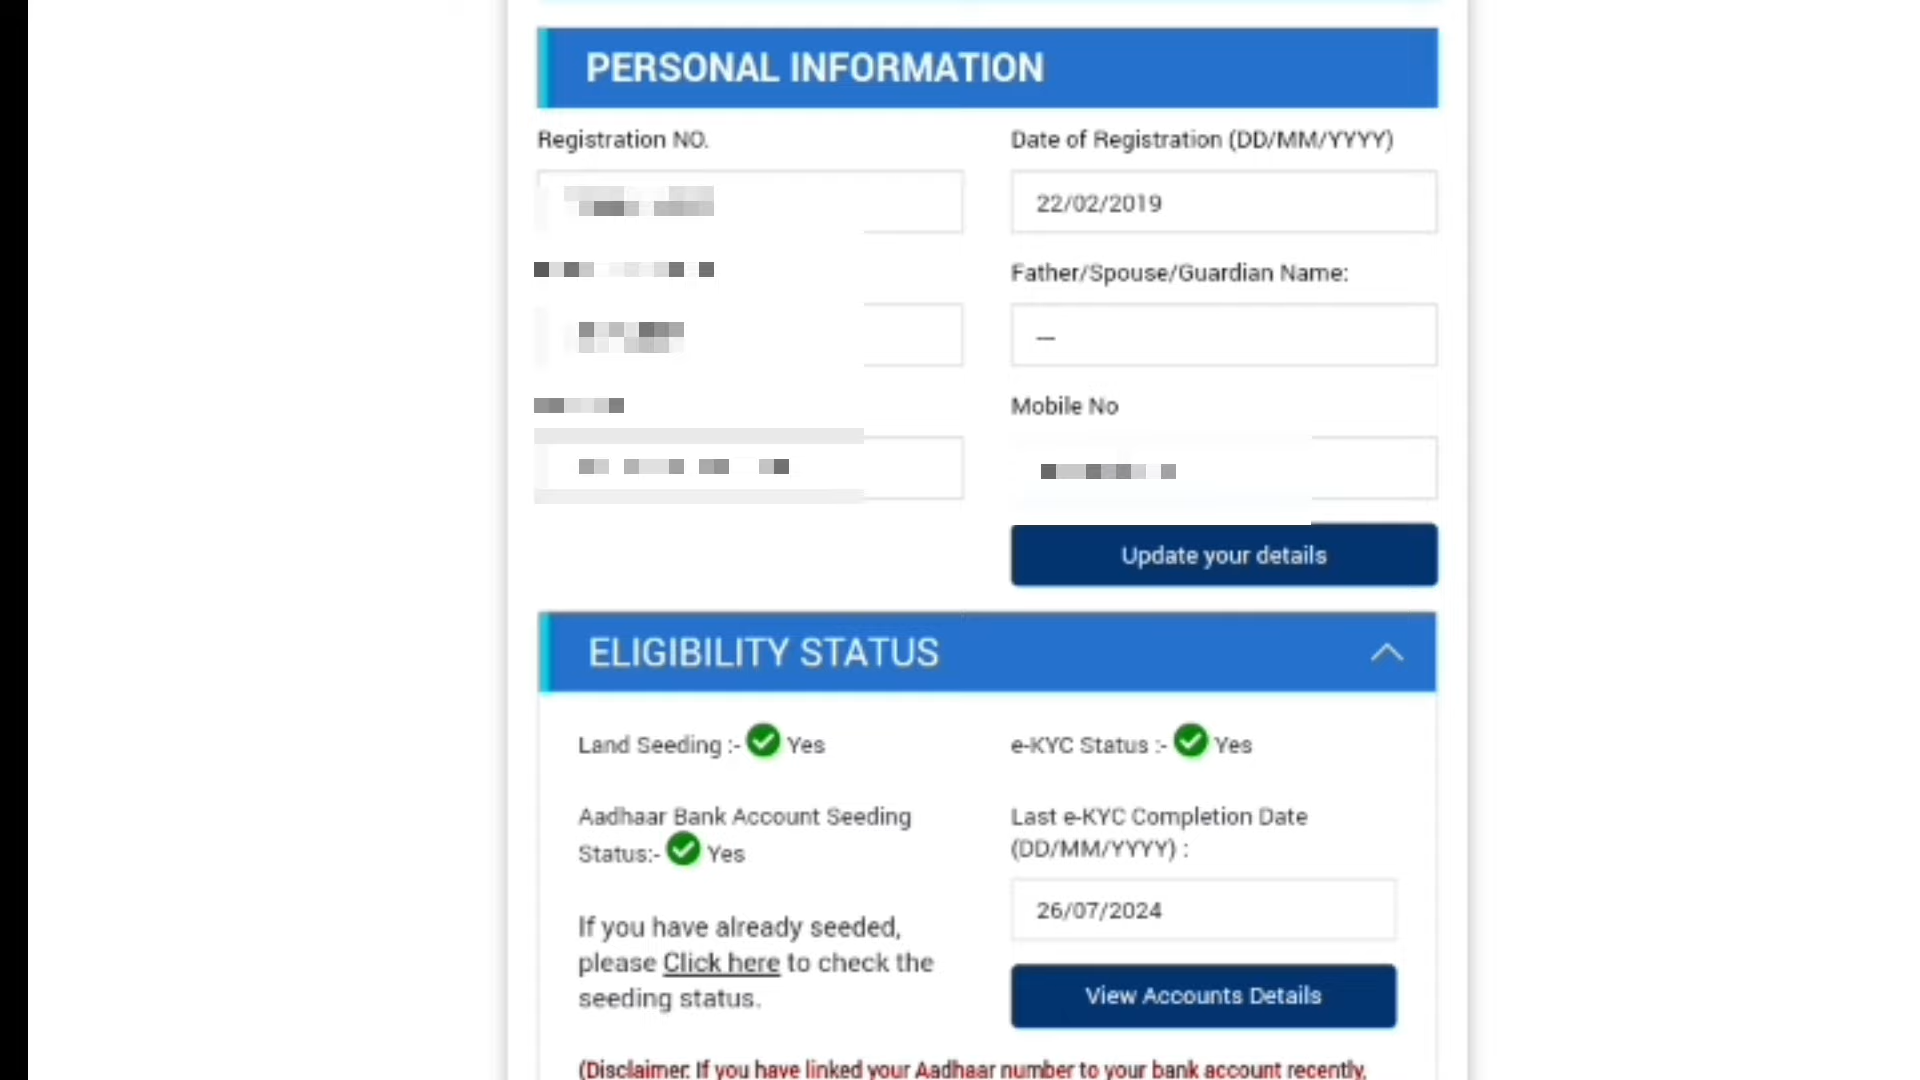 PERSONAL INFORMATION
Registration NO.
Date of Registration (DD/MM/YYYY)
22/02/2019
Father/Spouse/Guardian Name:
---
Mobile No
Update your details
ELIGIBILITY STATUS
Land Seeding :- Yes
e-KYC Status :- Yes
Aadhaar Bank Account Seeding
Status:- Yes
Last e-KYC Completion Date
(DD/MM/YYYY) :
26/07/2024
If you have already seeded,
please Click here to check the
seeding status.
View Accounts Details
(Disclaimer: If you have linked your Aadhaar number to your bank account recently,